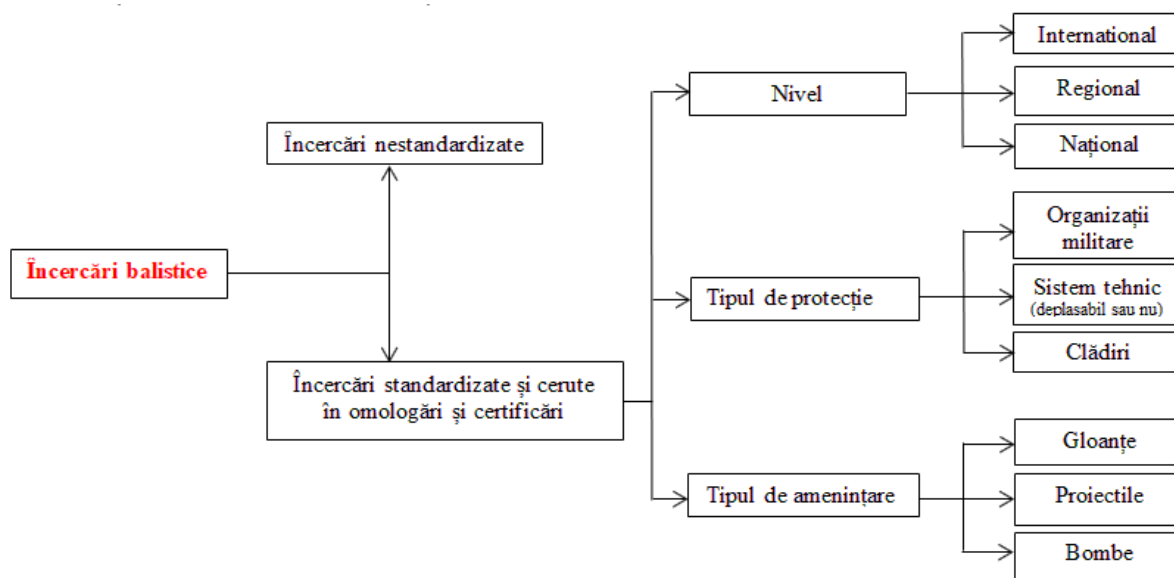 International
Nivel
Regional
Încercări nestandardizate
Național
Organizații
militare
Încercări balistice
Tipul de protecție
Sistem tehnic
(deplasabil sau nu)
Clădiri
Încercări standardizate și cerute
în omologări și certificări
Gloanțe
Tipul de amenințare
Proiectile
Bombe